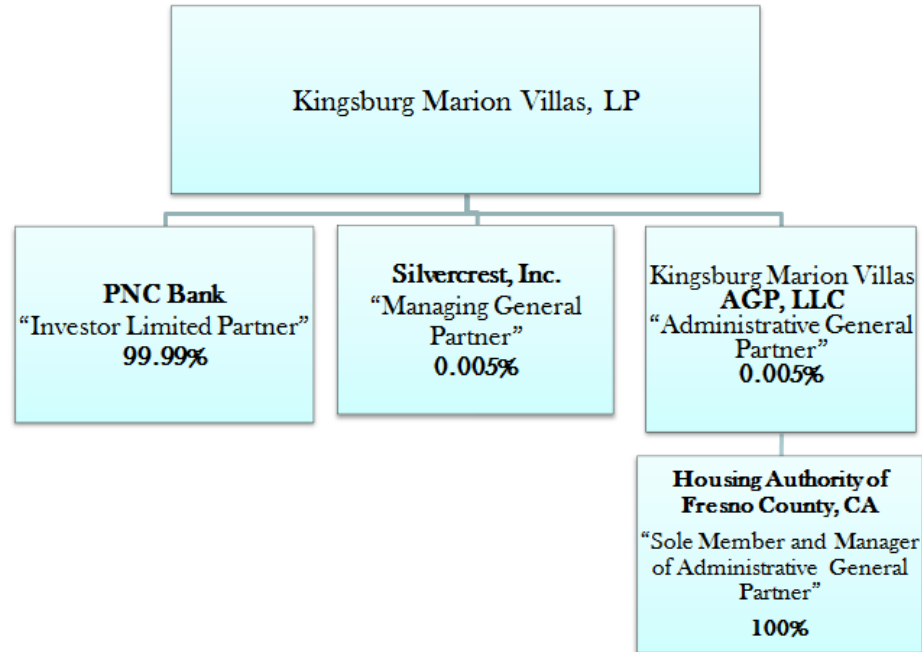 Kingsburg Marion Villas, LP
PNC Bank
“Investor Limited Partner”
99.99%
Silvercrest, Inc.
“Managing General
Partner”
0.005%
Kingsburg Marion Villas
AGP, LLC
“Administrative General
Partner”
0.005%
Housing Authority of
Fresno County, CA
“Sole Member and Manager
of Administrative General
Partner”
100%